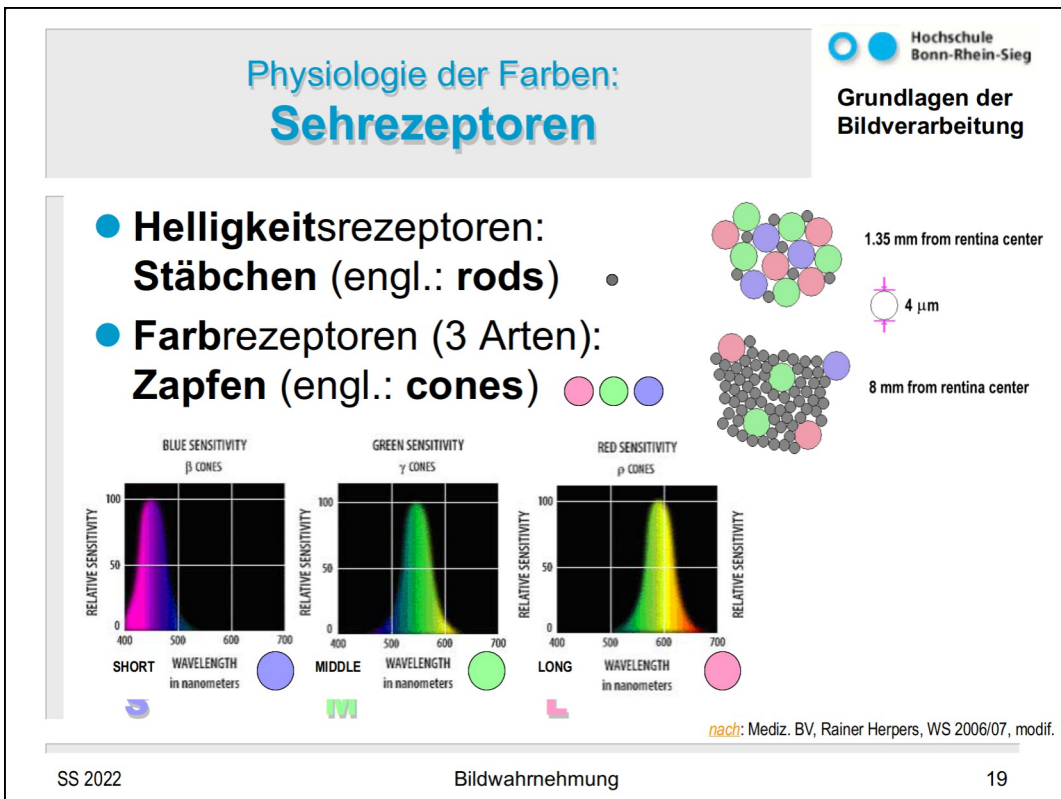 Physiologie der Farben:
Sehrezeptoren
Hochschule
Bonn-Rhein-Sieg
Grundlagen der
Bildverarbeitung
Helligkeitsrezeptoren:
Stäbchen (engl.: rods)
Farbrezeptoren (3 Arten):
Zapfen (engl.: cones)
1.35 mm from rentina center
4 µm
8 mm from rentina center
BLUE SENSITIVITY
β CONES
RELATIVE SENSITIVITY
100
50
0
400 500 600 700
SHORT
WAVELENGTH
in nanometers
S
GREEN SENSITIVITY
γ CONES
RELATIVE SENSITIVITY
100
50
0
400 500 600 700
MIDDLE
WAVELENGTH
in nanometers
M
RED SENSITIVITY
ρ CONES
RELATIVE SENSITIVITY
100
50
0
400 500 600 700
RELATIVE SENSITIVITY
LONG
WAVELENGTH
in nanometers
L
nach: Mediz. BV, Rainer Herpers, WS 2006/07, modif.
SS 2022
Bildwahrnehmung
19